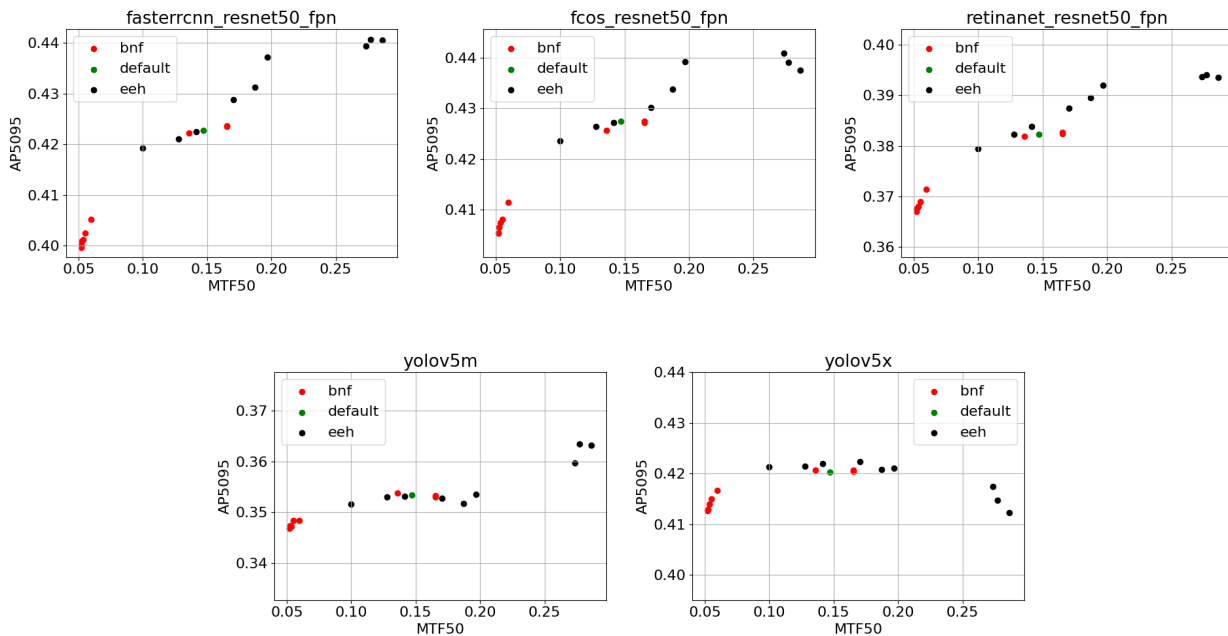 fasterrcnn_resnet50_fpn
0.44
0.43
0.42
0.41
0.40
AP5095
bnf
default
eeh
0.05 0.10 0.15 0.20 0.25
MTF50
fcos_resnet50_fpn
0.44
0.43
0.42
0.41
AP5095
bnf
default
eeh
0.05 0.10 0.15 0.20 0.25
MTF50
retinanet_resnet50_fpn
0.40
0.39
0.38
0.37
0.36
AP5095
bnf
default
eeh
0.05 0.10 0.15 0.20 0.25
MTF50
yolov5m
0.37
0.36
0.35
0.34
AP5095
bnf
default
eeh
0.05 0.10 0.15 0.20 0.25
MTF50
yolov5x
0.44
0.43
0.42
0.41
0.40
AP5095
bnf
default
eeh
0.05 0.10 0.15 0.20 0.25
MTF50